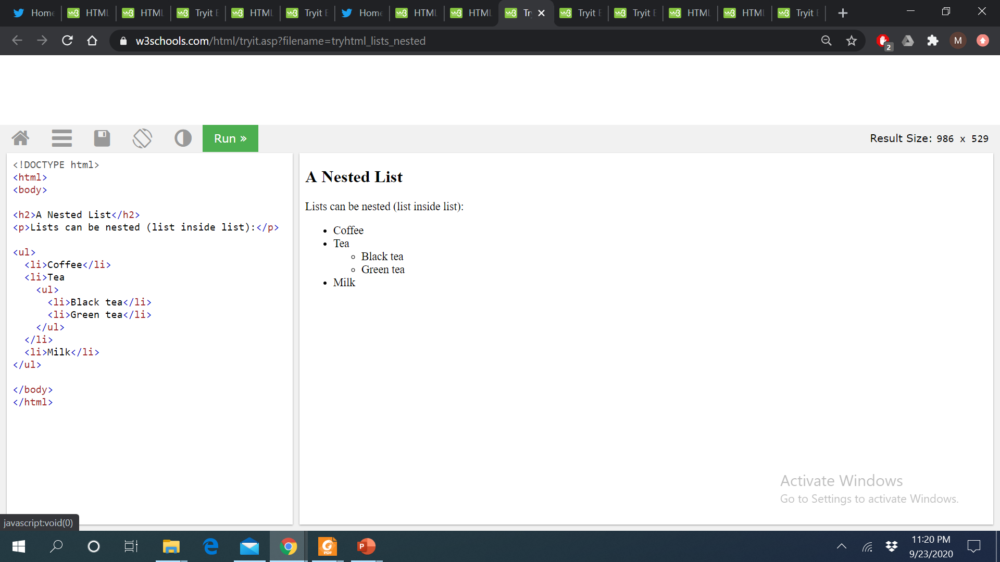 Home
HTML
HTML
Tryit E
HTML
Tryit E
Home
HTML
HTML
Tr
Tryit E
Tryit E
HTML
HTML
Tryit E
w3schools.com/html/tryit.asp?filename=tryhtml_lists_nested
2
M
Run »
Result Size: 986 x 529
<!DOCTYPE html>
<html>
<body>
<h2>A Nested List</h2>
<p>Lists can be nested (list inside list):</p>
<ul>
<li>Coffee</li>
<li>Tea
<ul>
<li>Black tea</li>
<li>Green tea</li>
</ul>
</li>
<li>Milk</li>
</ul>
</body>
</html>
A Nested List
Lists can be nested (list inside list):
• Coffee
• Tea
○ Black tea
○ Green tea
• Milk
Activate Windows
Go to Settings to activate Windows.
javascript:void(0)
PDF
P
11:20 PM
9/23/2020